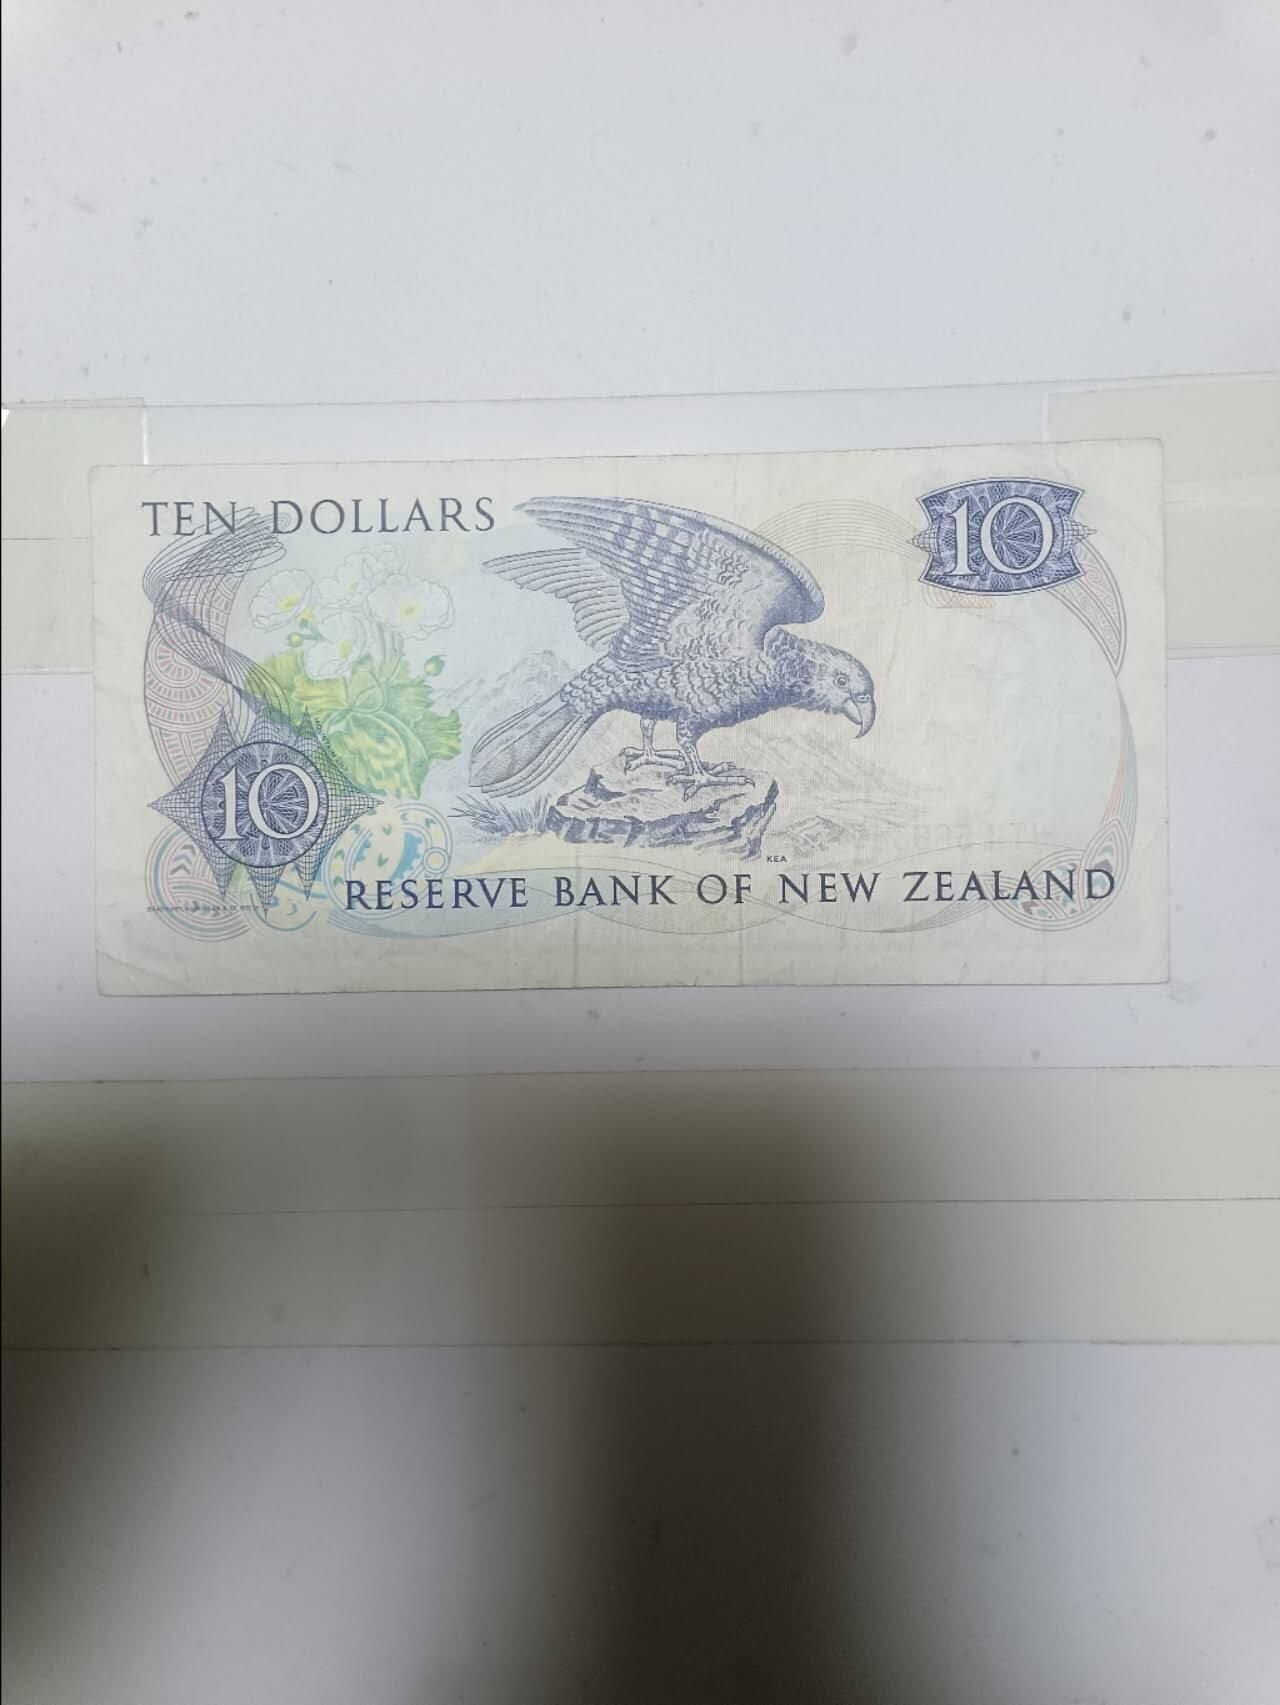 TEN DOLLARS
10
10
KEA
RESERVE BANK OF NEW ZEALAND